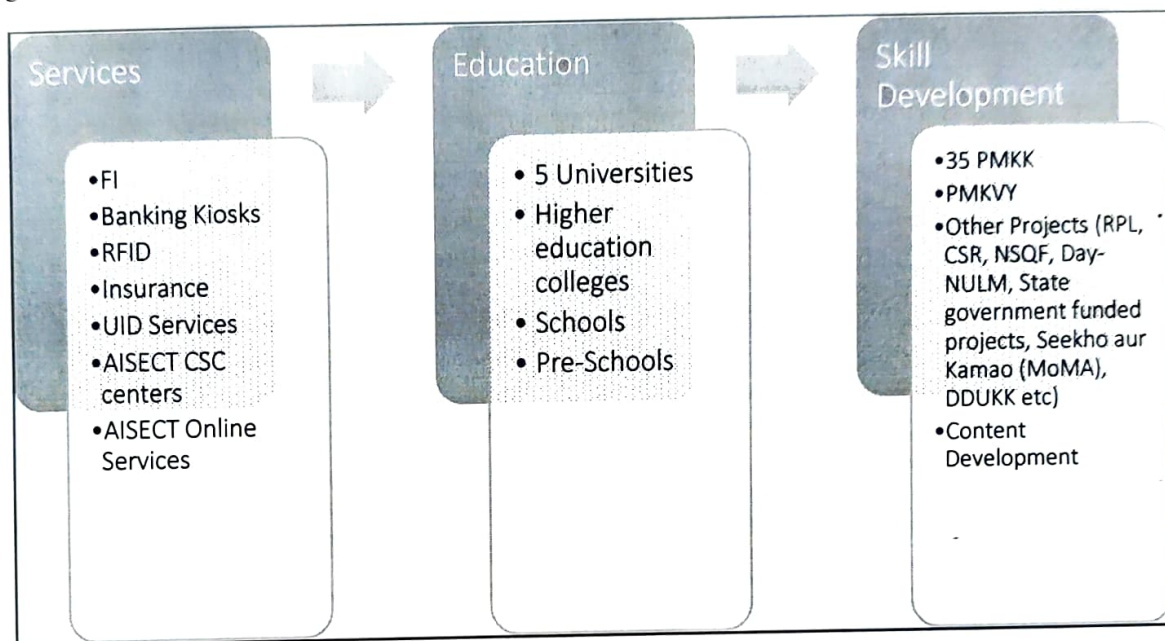 Services
•FI
•Banking Kiosks
•RFID
•Insurance
•UID Services
•AISECT CSC
centers
•AISECT Online
Services
Education
• 5 Universities
• Higher
education
colleges
• Schools
• Pre-Schools
Skill
Development
•35 PMKK
•PMKVY
•Other Projects (RPL,
CSR, NSQF, Day-
NULM, State
government funded
projects, Seekho aur
Kamao (MoMA),
DDUKK etc)
•Content
Development